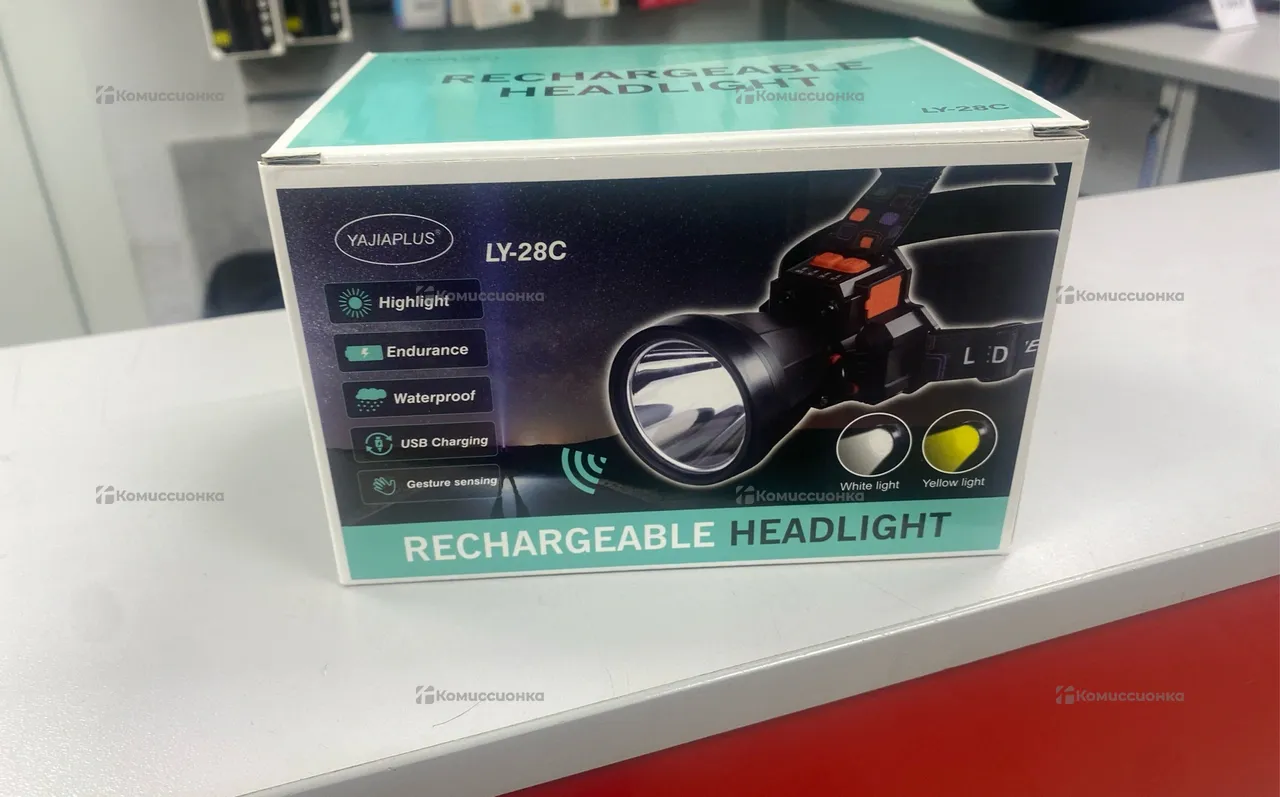 RECHARGEABLE
HEADLIGHT
LY-28C
YAJIAPLUS®
LY-28C
Highlight
Endurance
Waterproof
USB Charging
Gesture sensing
LED
White light
Yellow light
RECHARGEABLE HEADLIGHT
Комиссионка
Комиссионка
Комиссионка
Комиссионка
Комиссионка
Комиссионка
Комиссионка
Комиссионка